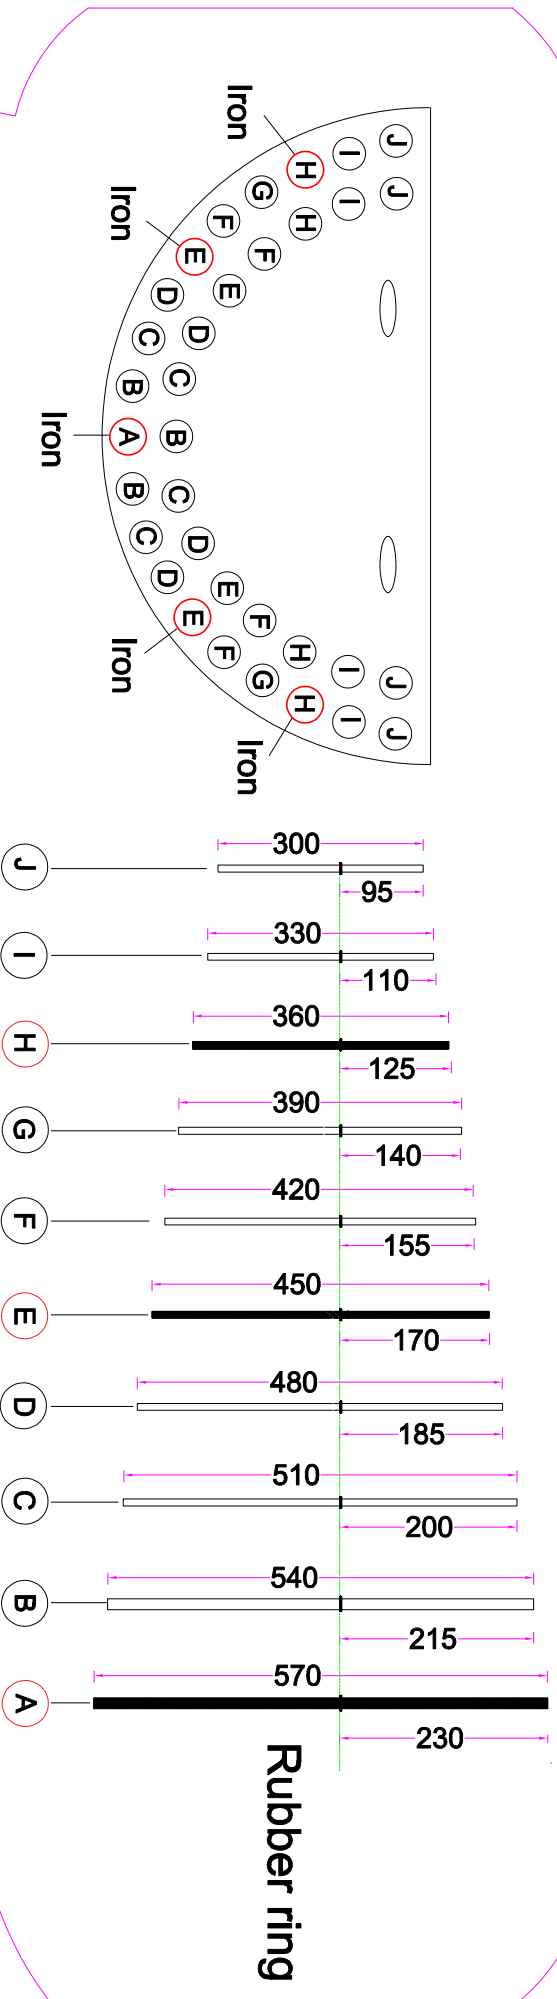 Iron
Iron
Iron
Iron
Iron
J I H G F E D C B A B C D E F G H I J
J I H F E D C B C D E F H I J
J 300 95
I 330 110
H 360 125
G 390 140
F 420 155
E 450 170
D 480 185
C 510 200
B 540 215
A 570 230
Rubber ring